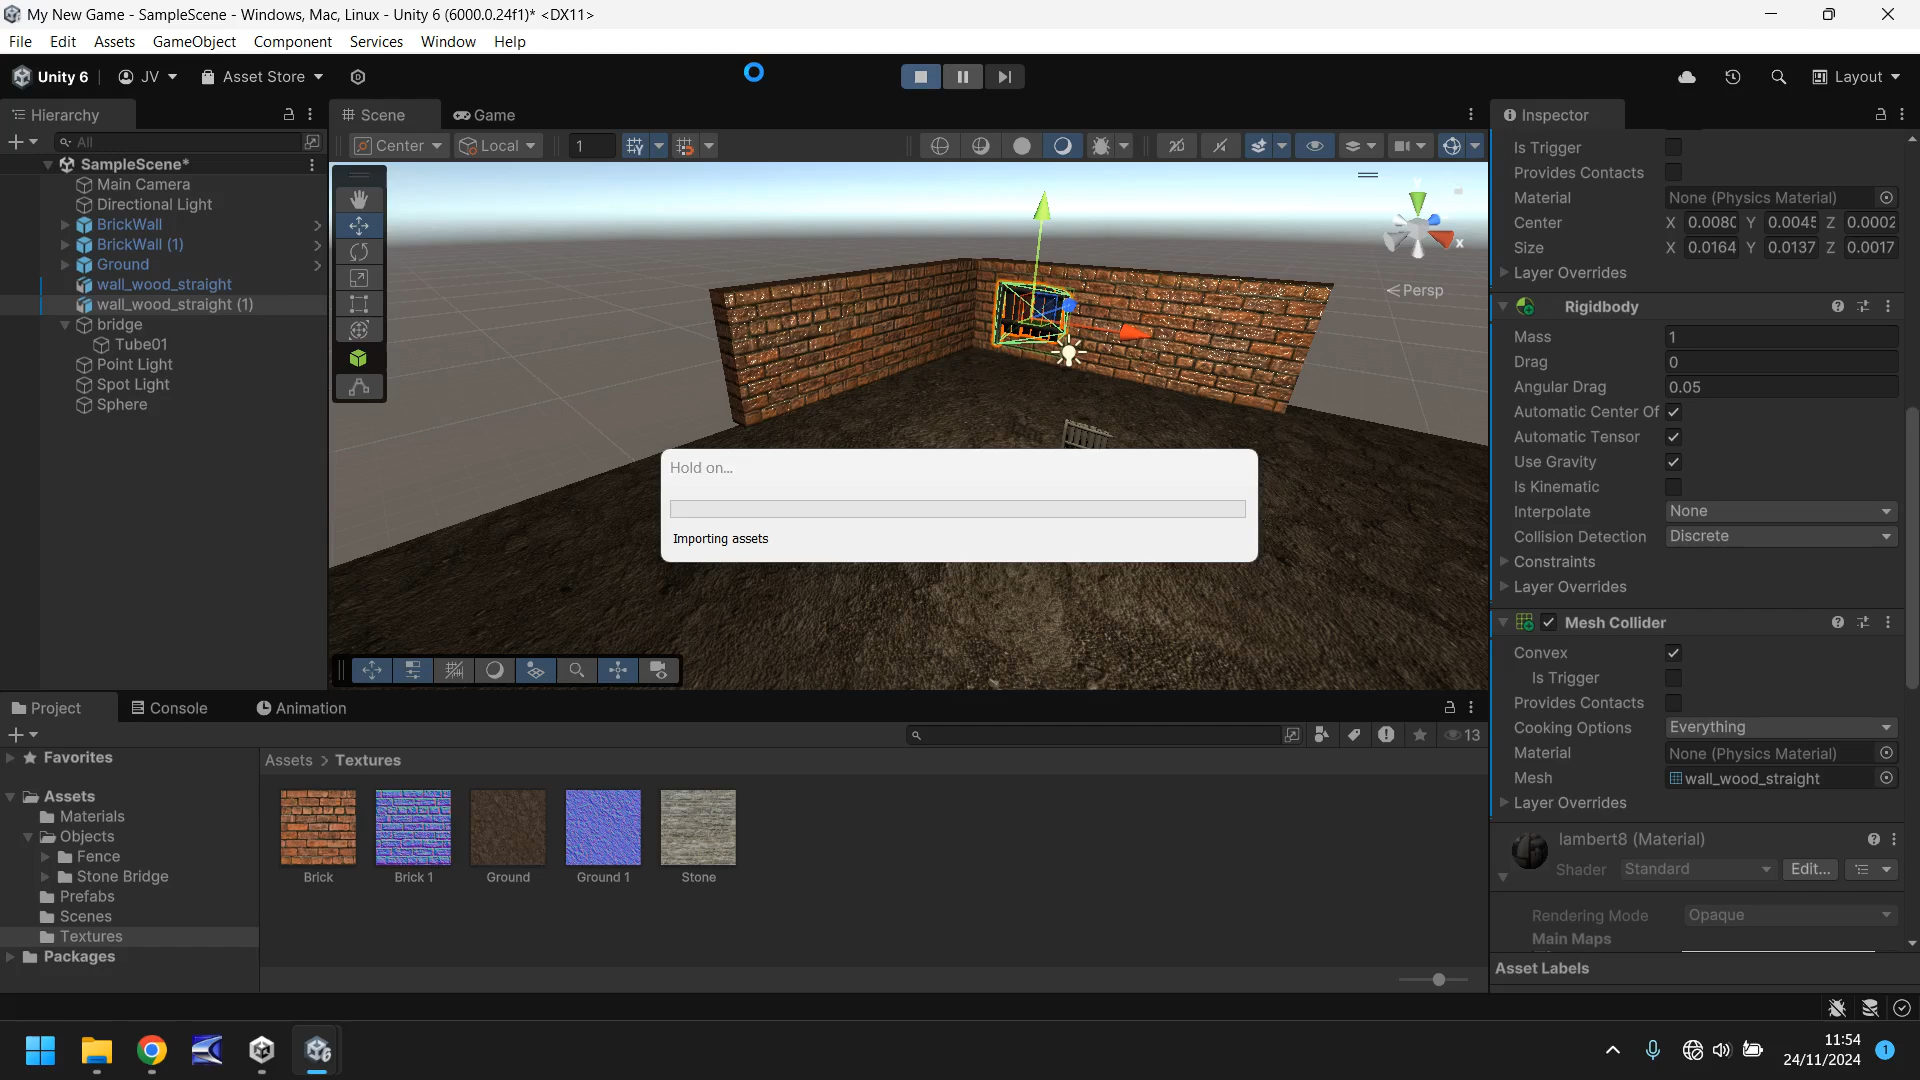 My New Game - SampleScene - Windows, Mac, Linux - Unity 6 (6000.0.24f1)* <DX11>
File Edit Assets GameObject Component Services Window Help
Unity 6 JV Asset Store Layout
Hierarchy
All
SampleScene*
Main Camera
Directional Light
BrickWall
BrickWall (1)
Ground
wall_wood_straight
wall_wood_straight (1)
bridge
Tube01
Point Light
Spot Light
Sphere
Scene Game
Center Local 1
x
Persp
Hold on...
Importing assets
Inspector
Is Trigger
Provides Contacts
Material None (Physics Material)
Center X 0.0080 Y 0.0045 Z 0.0002
Size X 0.0164 Y 0.0137 Z 0.0017
Layer Overrides
Rigidbody
Mass 1
Drag 0
Angular Drag 0.05
Automatic Center Of
Automatic Tensor
Use Gravity
Is Kinematic
Interpolate None
Collision Detection Discrete
Constraints
Layer Overrides
Mesh Collider
Convex
Is Trigger
Provides Contacts
Cooking Options Everything
Material None (Physics Material)
Mesh wall_wood_straight
Layer Overrides
lambert8 (Material)
Shader Standard Edit...
Rendering Mode Opaque
Main Maps
Asset Labels
Project Console Animation
13
Favorites
Assets
Materials
Objects
Fence
Stone Bridge
Prefabs
Scenes
Textures
Packages
Assets > Textures
Brick Brick 1 Ground Ground 1 Stone
11:54
24/11/2024
1